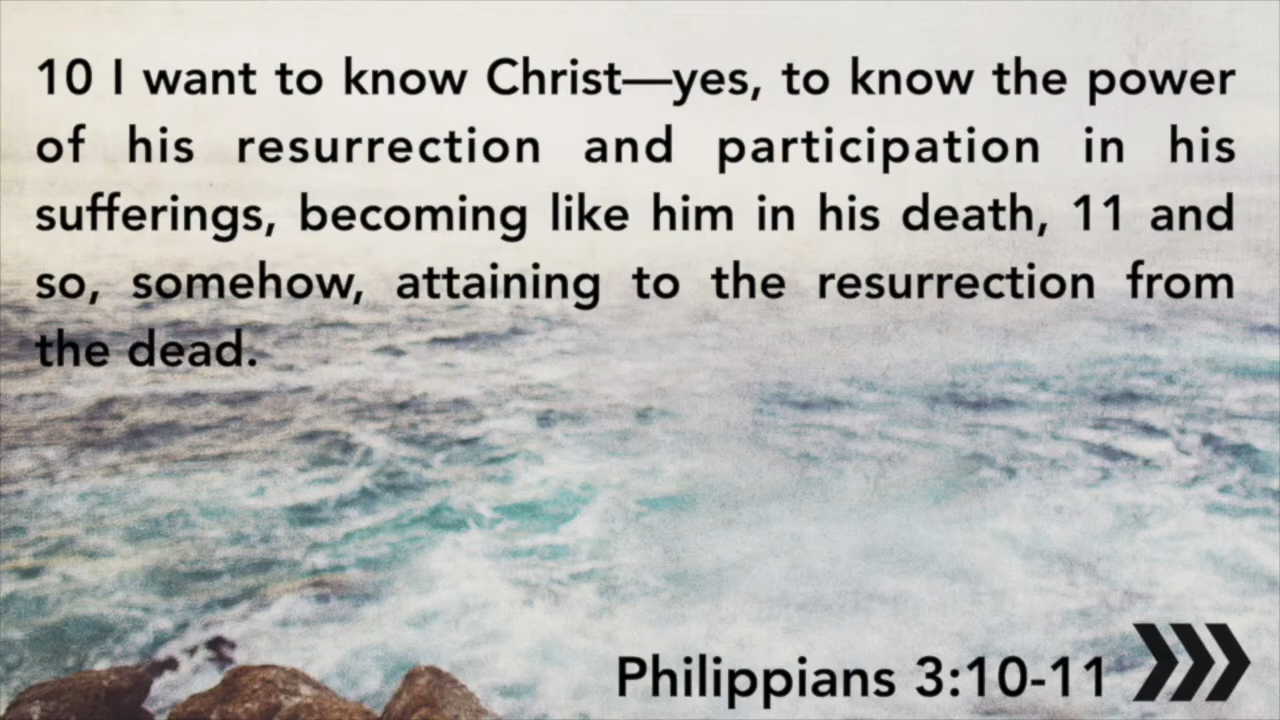 10 I want to know Christ—yes, to know the power
of his resurrection and participation in his
sufferings, becoming like him in his death, 11 and
so, somehow, attaining to the resurrection from
the dead.
Philippians 3:10-11